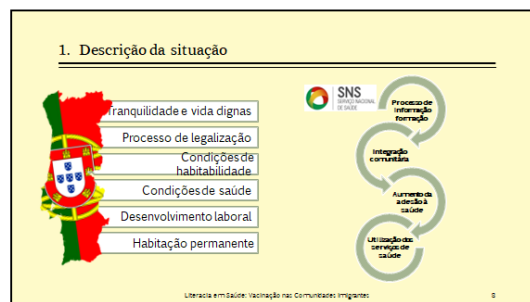 1. Descrição da situação
Tranquilidade e vida dignas
Processo de legalização
Condições de
habitabilidade
Condições de saúde
Desenvolvimento laboral
Habitação permanente
SNS
SERVIÇO NACIONAL
DE SAÚDE
Processo de
informação
formação
Integração
comunitária
Aumento da
adesão à
saúde
Utilização dos
serviços de
saúde
Literacia em Saúde: Vacinação nas Comunidades Imigrantes
8